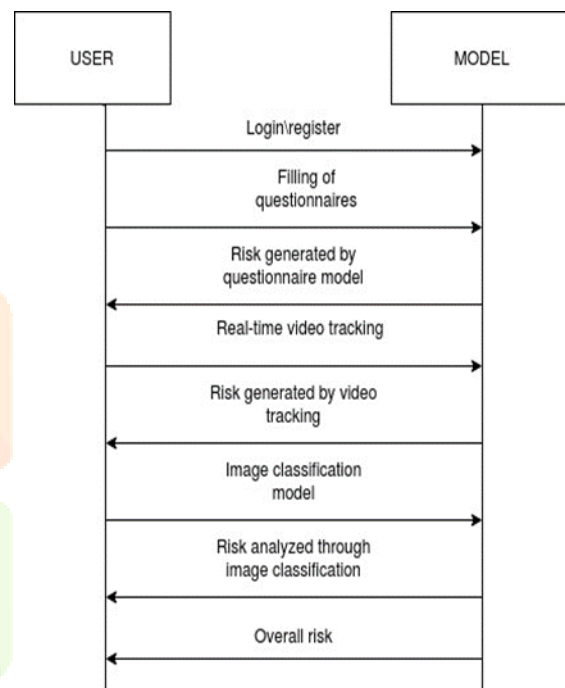 USER
MODEL
Login\register
Filling of
questionnaires
Risk generated by
questionnaire model
Real-time video tracking
Risk generated by video
tracking
Image classification
model
Risk analyzed through
image classification
Overall risk